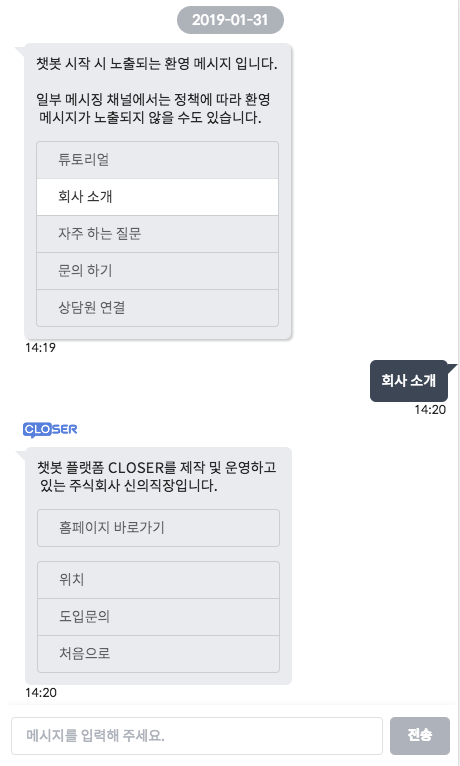 2019-01-31
챗봇 시작 시 노출되는 환영 메시지 입니다.
일부 메시징 채널에서는 정책에 따라 환영
메시지가 노출되지 않을 수도 있습니다.
튜토리얼
회사 소개
자주 하는 질문
문의 하기
상담원 연결
14:19
회사 소개
14:20
CLOSER
챗봇 플랫폼 CLOSER를 제작 및 운영하고
있는 주식회사 신의직장입니다.
홈페이지 바로가기
위치
도입문의
처음으로
14:20
메시지를 입력해 주세요.
전송